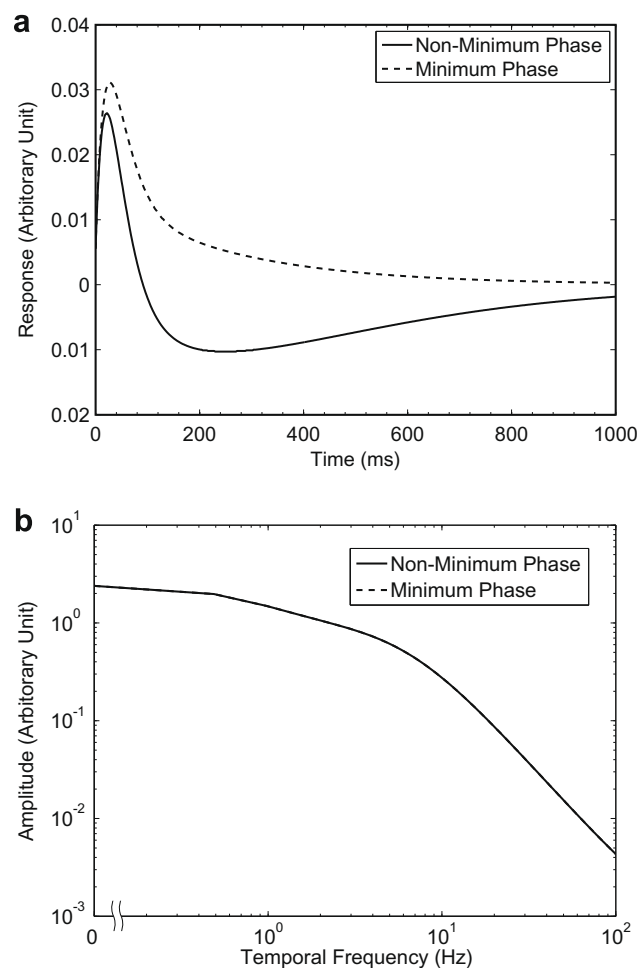 a
0.04
0.03
0.02
0.01
0
0.01
0.02
Response (Arbitorary Unit)
Non-Minimum Phase
Minimum Phase
0 200 400 600 800 1000
Time (ms)
b
10^1
10^0
10^-1
10^-2
10^-3
Amplitude (Arbitorary Unit)
Non-Minimum Phase
Minimum Phase
0 10^0 10^1 10^2
Temporal Frequency (Hz)